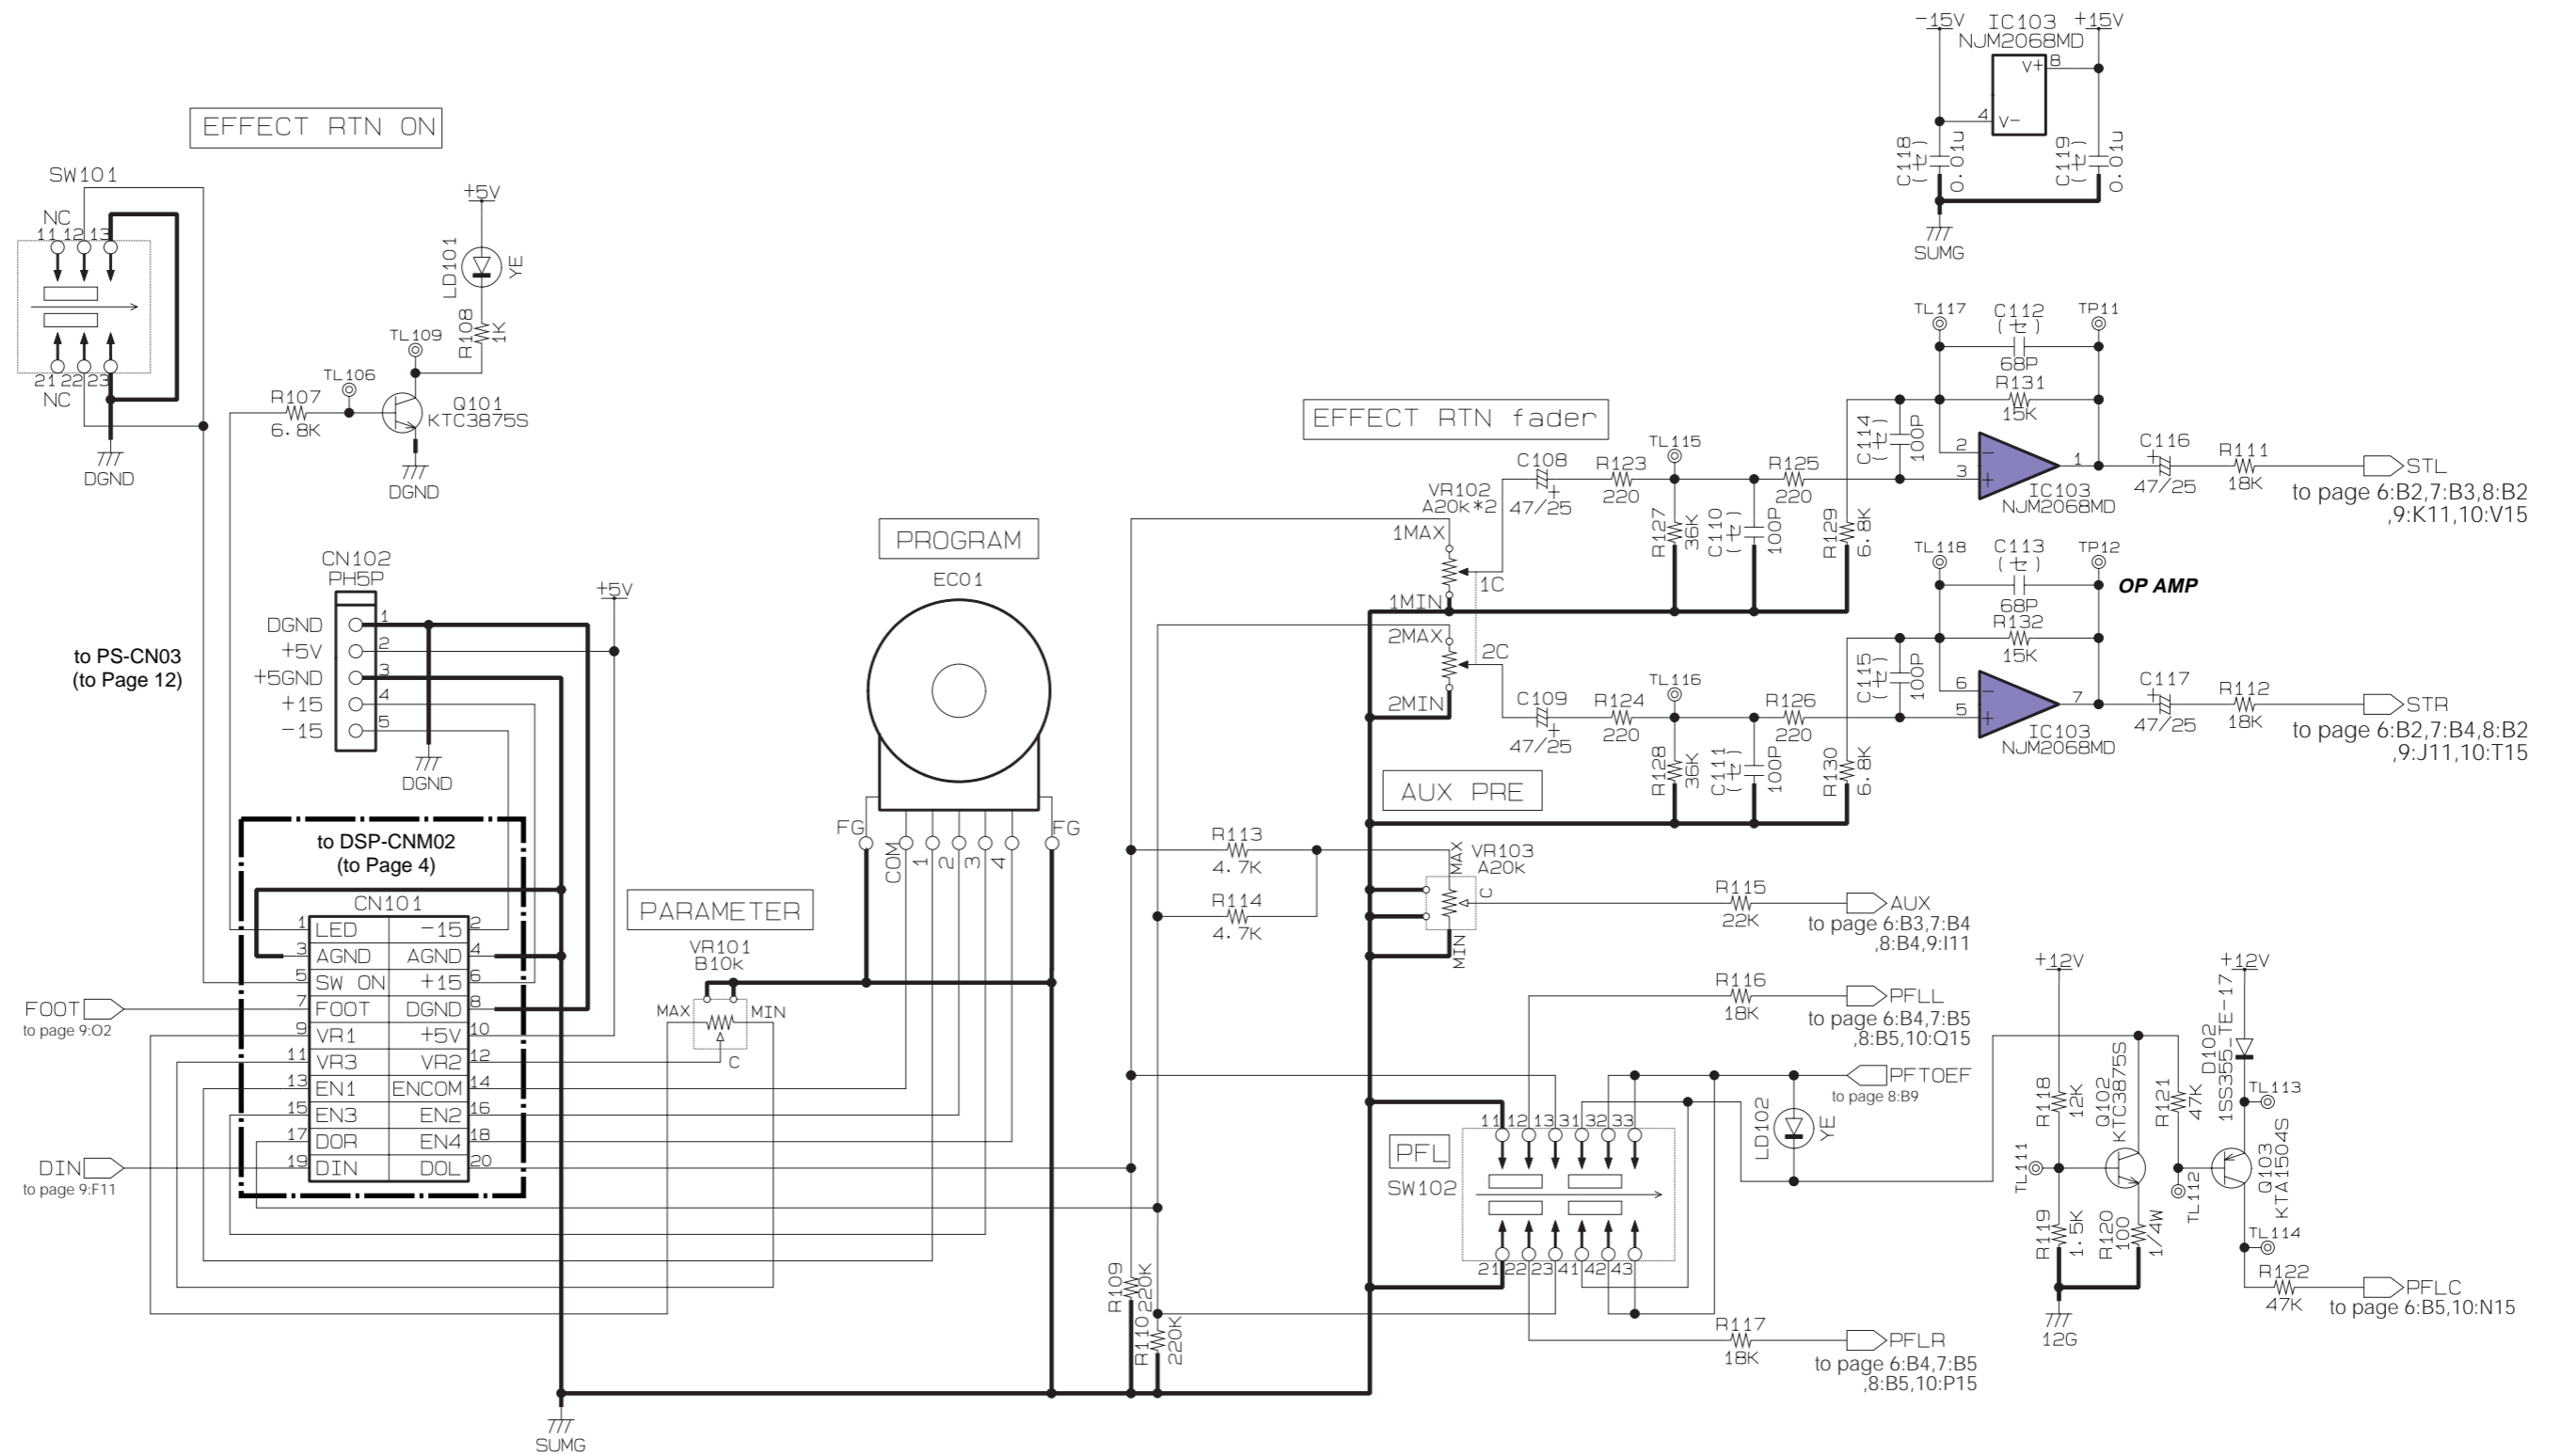 -15V IC103 +15V
NJM2068MD
V+ 8
4 V-
C118
(セ)
0.01u
C119
(セ)
0.01u
SUMG
EFFECT RTN ON
SW101
NC
11 12 13
21 22 23
NC
DGND
+5V
LD101
YE
R108
1K
TL109
TL106
R107
6.8K
Q101
KTC3875S
DGND
CN102
PH5P
+5V
DGND 1
+5V 2
+5GND 3
+15 4
-15 5
DGND
to PS-CN03
(to Page 12)
to DSP-CNM02
(to Page 4)
CN101
1 LED -15 2
3 AGND AGND 4
5 SW ON +15 6
7 FOOT DGND 8
9 VR1 +5V 10
11 VR3 VR2 12
13 EN1 ENCOM 14
15 EN3 EN2 16
17 DOR EN4 18
19 DIN DOL 20
FOOT
to page 9:O2
DIN
to page 9:F11
PROGRAM
EC01
FG COM 1 2 3 4 FG
PARAMETER
VR101
B10k
MAX MIN
C
SUMG
R109
220K
R110
220K
EFFECT RTN fader
VR102
A20k*2
1MAX
1C
1MIN
2MAX
2C
2MIN
C108
47/25
R123
220
TL115
R125
220
R127
36K
C110
(セ)
100P
R129
6.8K
C114
(セ)
100P
TL117
C112
(セ)
68P
TP11
R131
15K
2 -
3 +
1
IC103
NJM2068MD
C116
47/25
R111
18K
STL
to page 6:B2,7:B3,8:B2
,9:K11,10:V15
C109
47/25
R124
220
TL116
R126
220
R128
36K
C111
(セ)
100P
R130
6.8K
C115
(セ)
100P
TL118
C113
(セ)
68P
TP12
OP AMP
R132
15K
6 -
5 +
7
IC103
NJM2068MD
C117
47/25
R112
18K
STR
to page 6:B2,7:B4,8:B2
,9:J11,10:T15
AUX PRE
R113
4.7K
R114
4.7K
MAX
VR103
A20k
C
MIN
R115
22K
AUX
to page 6:B3,7:B4
,8:B4,9:I11
R116
18K
PFLL
to page 6:B4,7:B5
,8:B5,10:Q15
PFTOEF
to page 8:B9
PFL
SW102
11 12 13 31 32 33
21 22 23 41 42 43
LD102
YE
R117
18K
PFLR
to page 6:B4,7:B5
,8:B5,10:P15
+12V
R118
12K
TL111
R119
1.5K
12G
Q102
KTC3875S
R120
100
1/4W
R121
47K
TL112
+12V
D102
1SS355_TE-17
TL113
Q103
KTA1504S
TL114
R122
47K
PFLC
to page 6:B5,10:N15